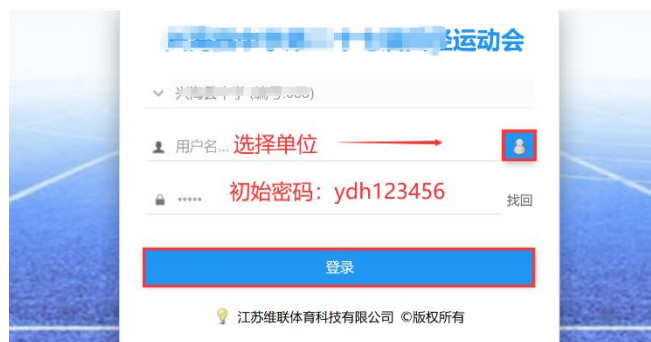 运动会
用户名... 选择单位
..... 初始密码：ydh123456 找回
登录
江苏维联体育科技有限公司 ©版权所有